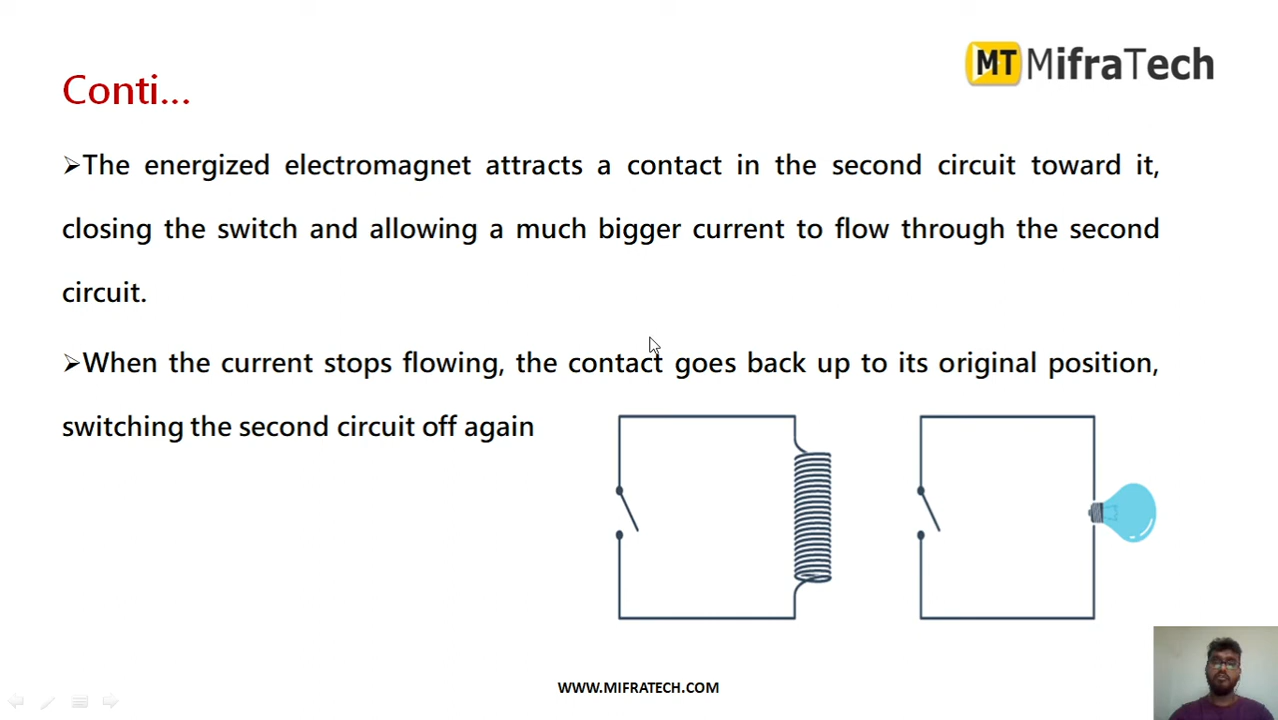 MT MifraTech
Conti...
➢The energized electromagnet attracts a contact in the second circuit toward it,
closing the switch and allowing a much bigger current to flow through the second
circuit.
➢When the current stops flowing, the contact goes back up to its original position,
switching the second circuit off again
WWW.MIFRATECH.COM